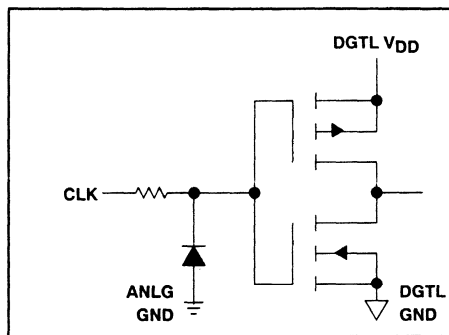 DGTL VDD
CLK
ANLG
GND
DGTL
GND